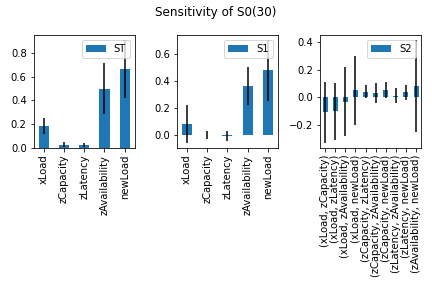 Sensitivity of S0(30)
ST
0.8
0.6
0.4
0.2
0.0
xLoad
zCapacity
zLatency
zAvailability
newLoad
S1
0.6
0.4
0.2
0.0
xLoad
zCapacity
zLatency
zAvailability
newLoad
S2
0.4
0.2
0.0
−0.2
(xLoad, zCapacity)
(xLoad, zLatency)
(xLoad, zAvailability)
(xLoad, newLoad)
(zCapacity, zLatency)
(zCapacity, zAvailability)
(zCapacity, newLoad)
(zLatency, zAvailability)
(zLatency, newLoad)
(zAvailability, newLoad)